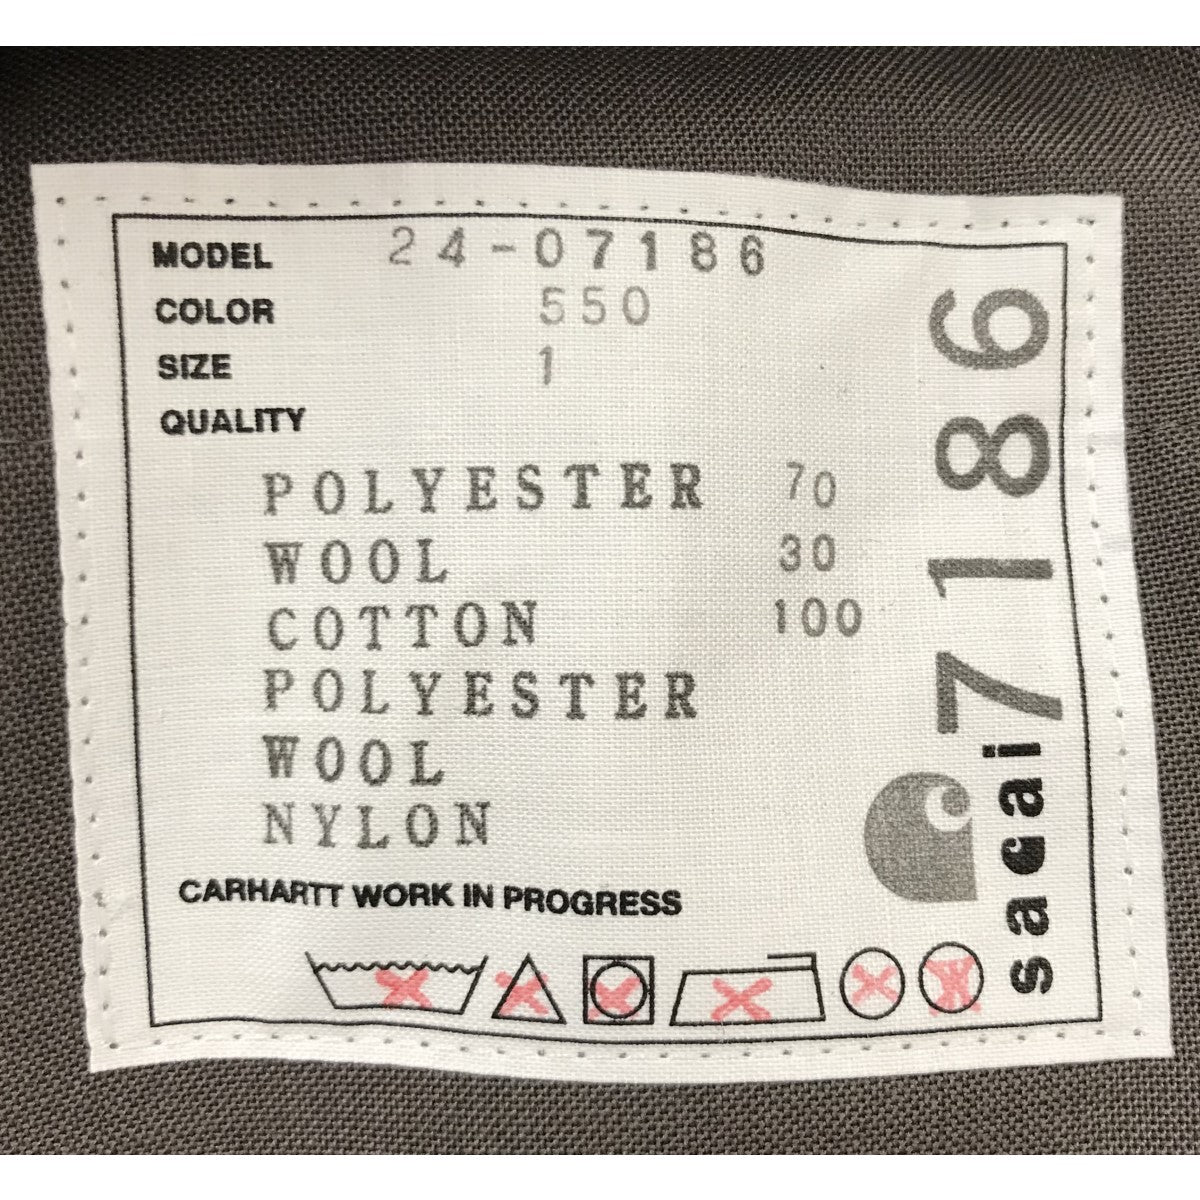 MODEL 24-07186
COLOR 550
SIZE 1
QUALITY
POLYESTER 70
WOOL 30
COTTON 100
POLYESTER
WOOL
NYLON
CARHARTT WORK IN PROGRESS
sacai
7186